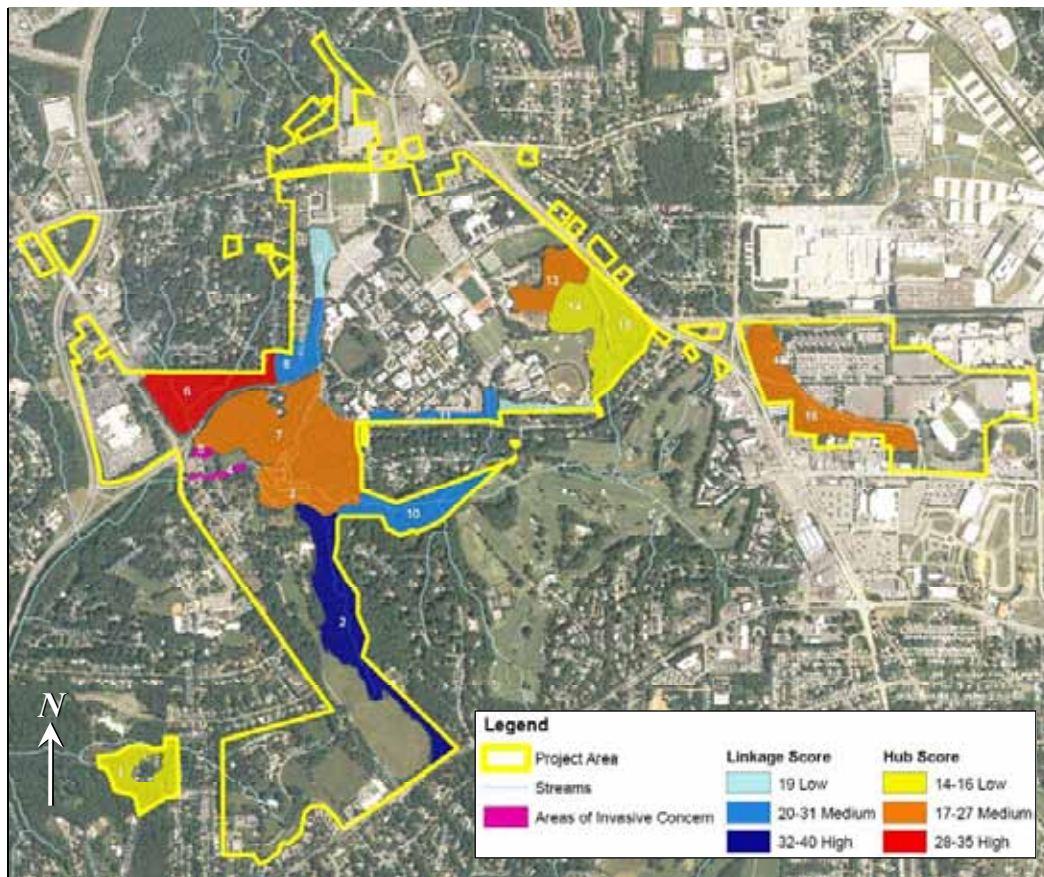 13
14
15
8
6
16
11
7
3
10
2
1
N
Legend
Project Area
Streams
Areas of Invasive Concern
Linkage Score
19 Low
20-31 Medium
32-40 High
Hub Score
14-16 Low
17-27 Medium
28-35 High